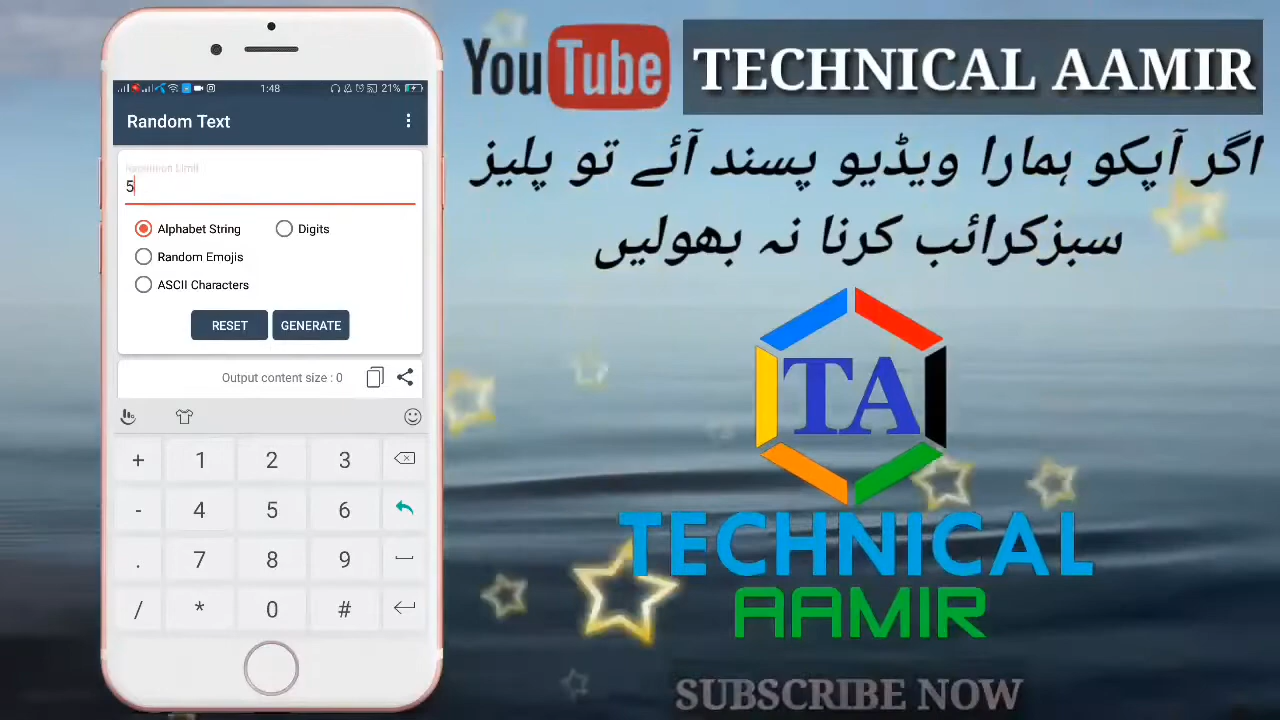 YouTube TECHNICAL AAMIR
اگر آپکو ہمارا ویڈیو پسند آئے تو پلیز
سبزکرائب کرنا نہ بھولیں
1:48
21%
Random Text
5
Alphabet String
Digits
Random Emojis
ASCII Characters
RESET
GENERATE
Output content size : 0
+ 1 2 3
- 4 5 6
. 7 8 9
/ * 0 #
TA
TECHNICAL
AAMIR
SUBSCRIBE NOW